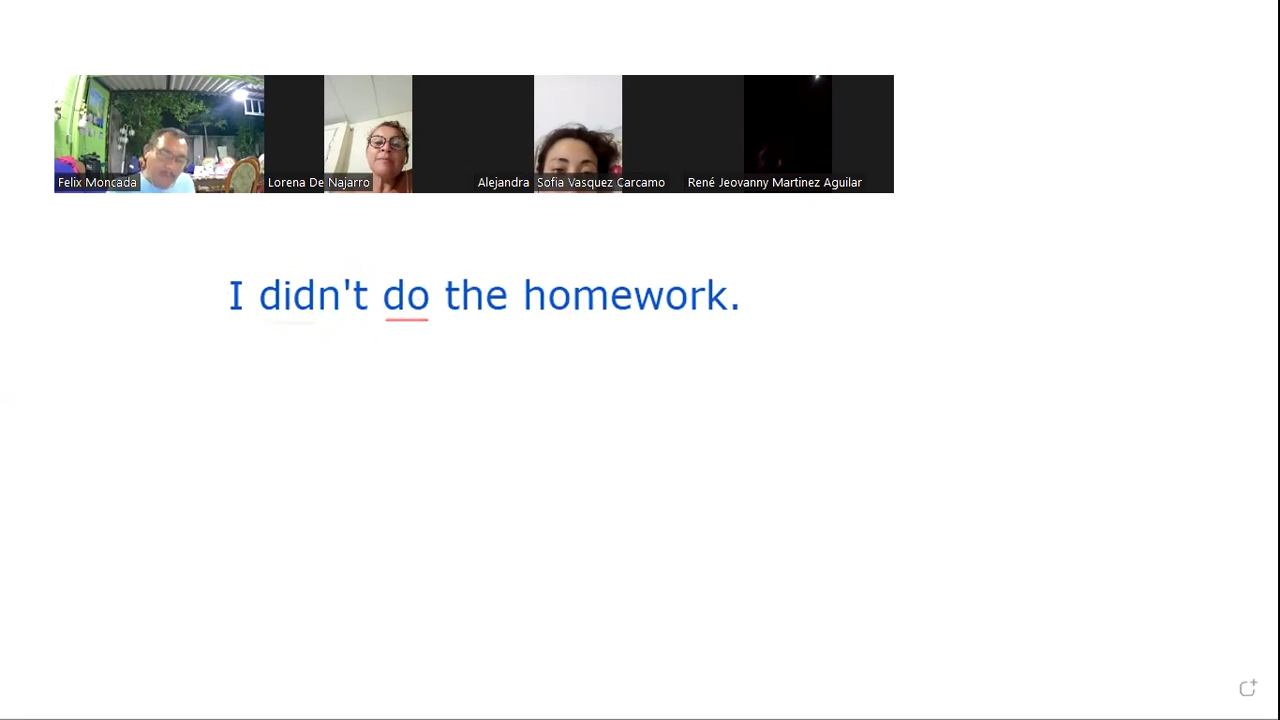 Felix Moncada
Lorena De Najarro
Alejandra Sofia Vasquez Carcamo
René Jeovanny Martinez Aguilar
I didn't do the homework.